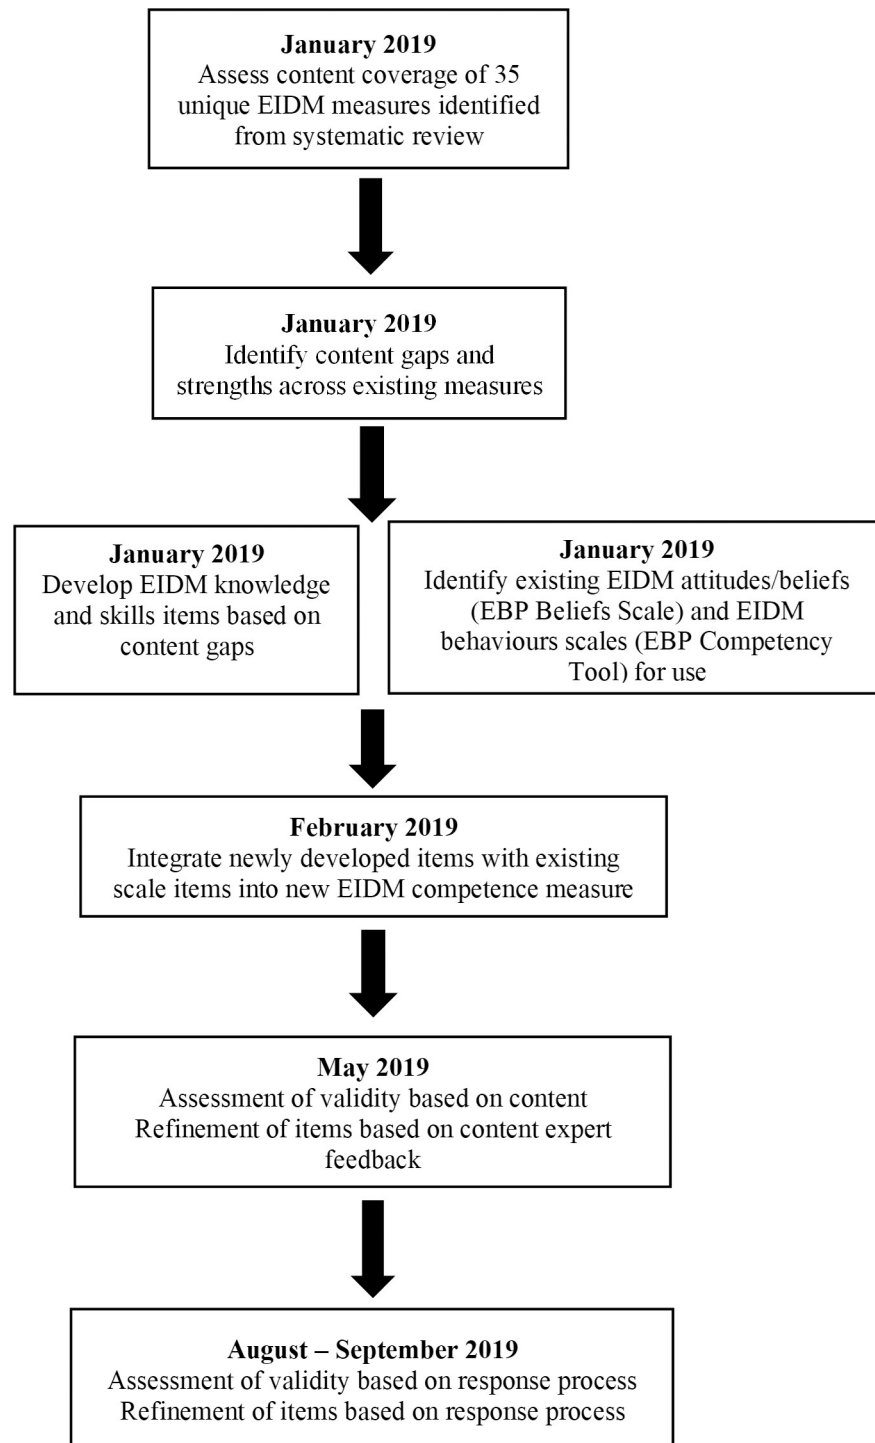 January 2019
Assess content coverage of 35
unique EIDM measures identified
from systematic review
January 2019
Identify content gaps and
strengths across existing measures
January 2019
Develop EIDM knowledge
and skills items based on
content gaps
January 2019
Identify existing EIDM attitudes/beliefs
(EBP Beliefs Scale) and EIDM
behaviours scales (EBP Competency
Tool) for use
February 2019
Integrate newly developed items with existing
scale items into new EIDM competence measure
May 2019
Assessment of validity based on content
Refinement of items based on content expert
feedback
August – September 2019
Assessment of validity based on response process
Refinement of items based on response process